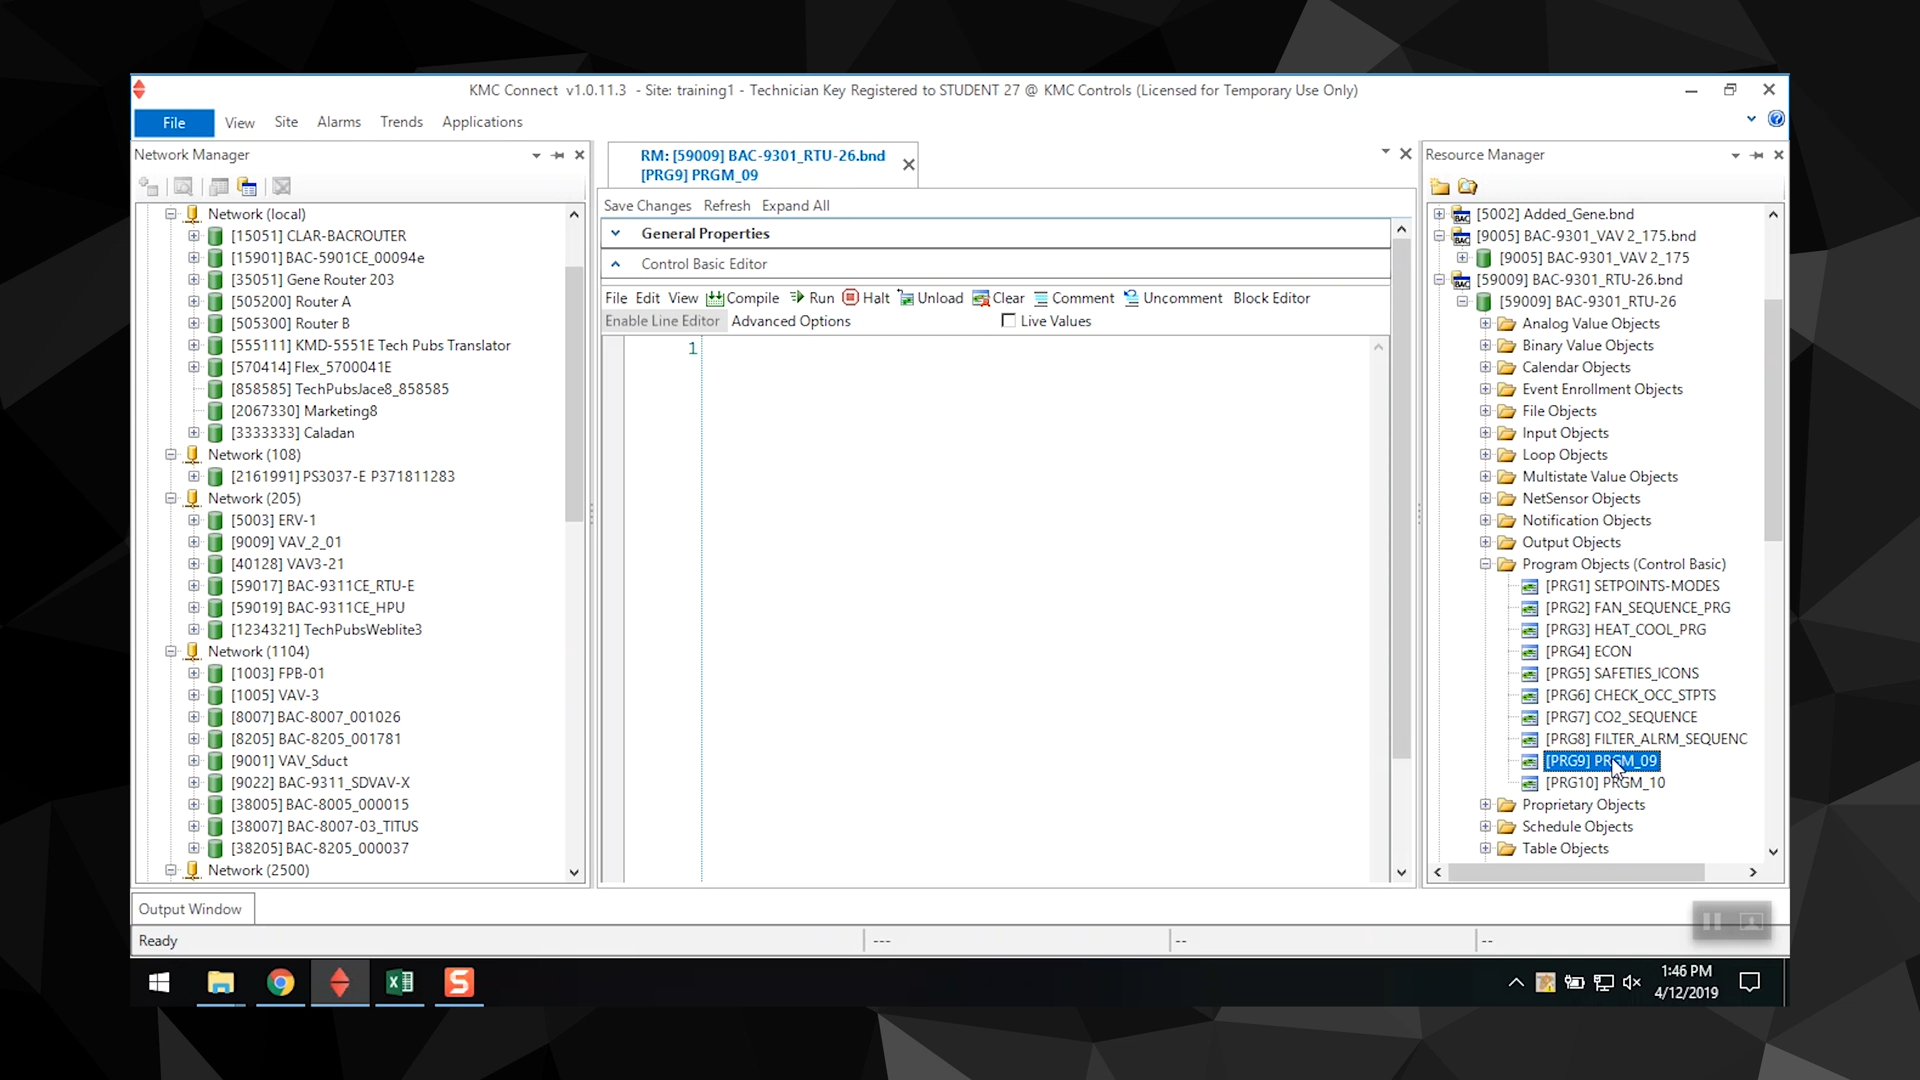 KMC Connect v1.0.11.3 - Site: training1 - Technician Key Registered to STUDENT 27 @ KMC Controls (Licensed for Temporary Use Only)
File View Site Alarms Trends Applications
Network Manager
Network (local)
[15051] CLAR-BACROUTER
[15901] BAC-5901CE_00094e
[35051] Gene Router 203
[505200] Router A
[505300] Router B
[555111] KMD-5551E Tech Pubs Translator
[570414] Flex_5700041E
[858585] TechPubsJace8_858585
[2067330] Marketing8
[3333333] Caladan
Network (108)
[2161991] PS3037-E P371811283
Network (205)
[5003] ERV-1
[9009] VAV_2_01
[40128] VAV3-21
[59017] BAC-9311CE_RTU-E
[59019] BAC-9311CE_HPU
[1234321] TechPubsWeblite3
Network (1104)
[1003] FPB-01
[1005] VAV-3
[8007] BAC-8007_001026
[8205] BAC-8205_001781
[9001] VAV_Sduct
[9022] BAC-9311_SDVAV-X
[38005] BAC-8005_000015
[38007] BAC-8007-03_TITUS
[38205] BAC-8205_000037
Network (2500)
RM: [59009] BAC-9301_RTU-26.bnd
[PRG9] PRGM_09
Save Changes Refresh Expand All
General Properties
Control Basic Editor
File Edit View Compile Run Halt Unload Clear Comment Uncomment Block Editor
Enable Line Editor Advanced Options Live Values
1
Resource Manager
[5002] Added_Gene.bnd
[9005] BAC-9301_VAV 2_175.bnd
[9005] BAC-9301_VAV 2_175
[59009] BAC-9301_RTU-26.bnd
[59009] BAC-9301_RTU-26
Analog Value Objects
Binary Value Objects
Calendar Objects
Event Enrollment Objects
File Objects
Input Objects
Loop Objects
Multistate Value Objects
NetSensor Objects
Notification Objects
Output Objects
Program Objects (Control Basic)
[PRG1] SETPOINTS-MODES
[PRG2] FAN_SEQUENCE_PRG
[PRG3] HEAT_COOL_PRG
[PRG4] ECON
[PRG5] SAFETIES_ICONS
[PRG6] CHECK_OCC_STPTS
[PRG7] CO2_SEQUENCE
[PRG8] FILTER_ALRM_SEQUENC
[PRG9] PRGM_09
[PRG10] PRGM_10
Proprietary Objects
Schedule Objects
Table Objects
Output Window
Ready --- -- --
1:46 PM
4/12/2019